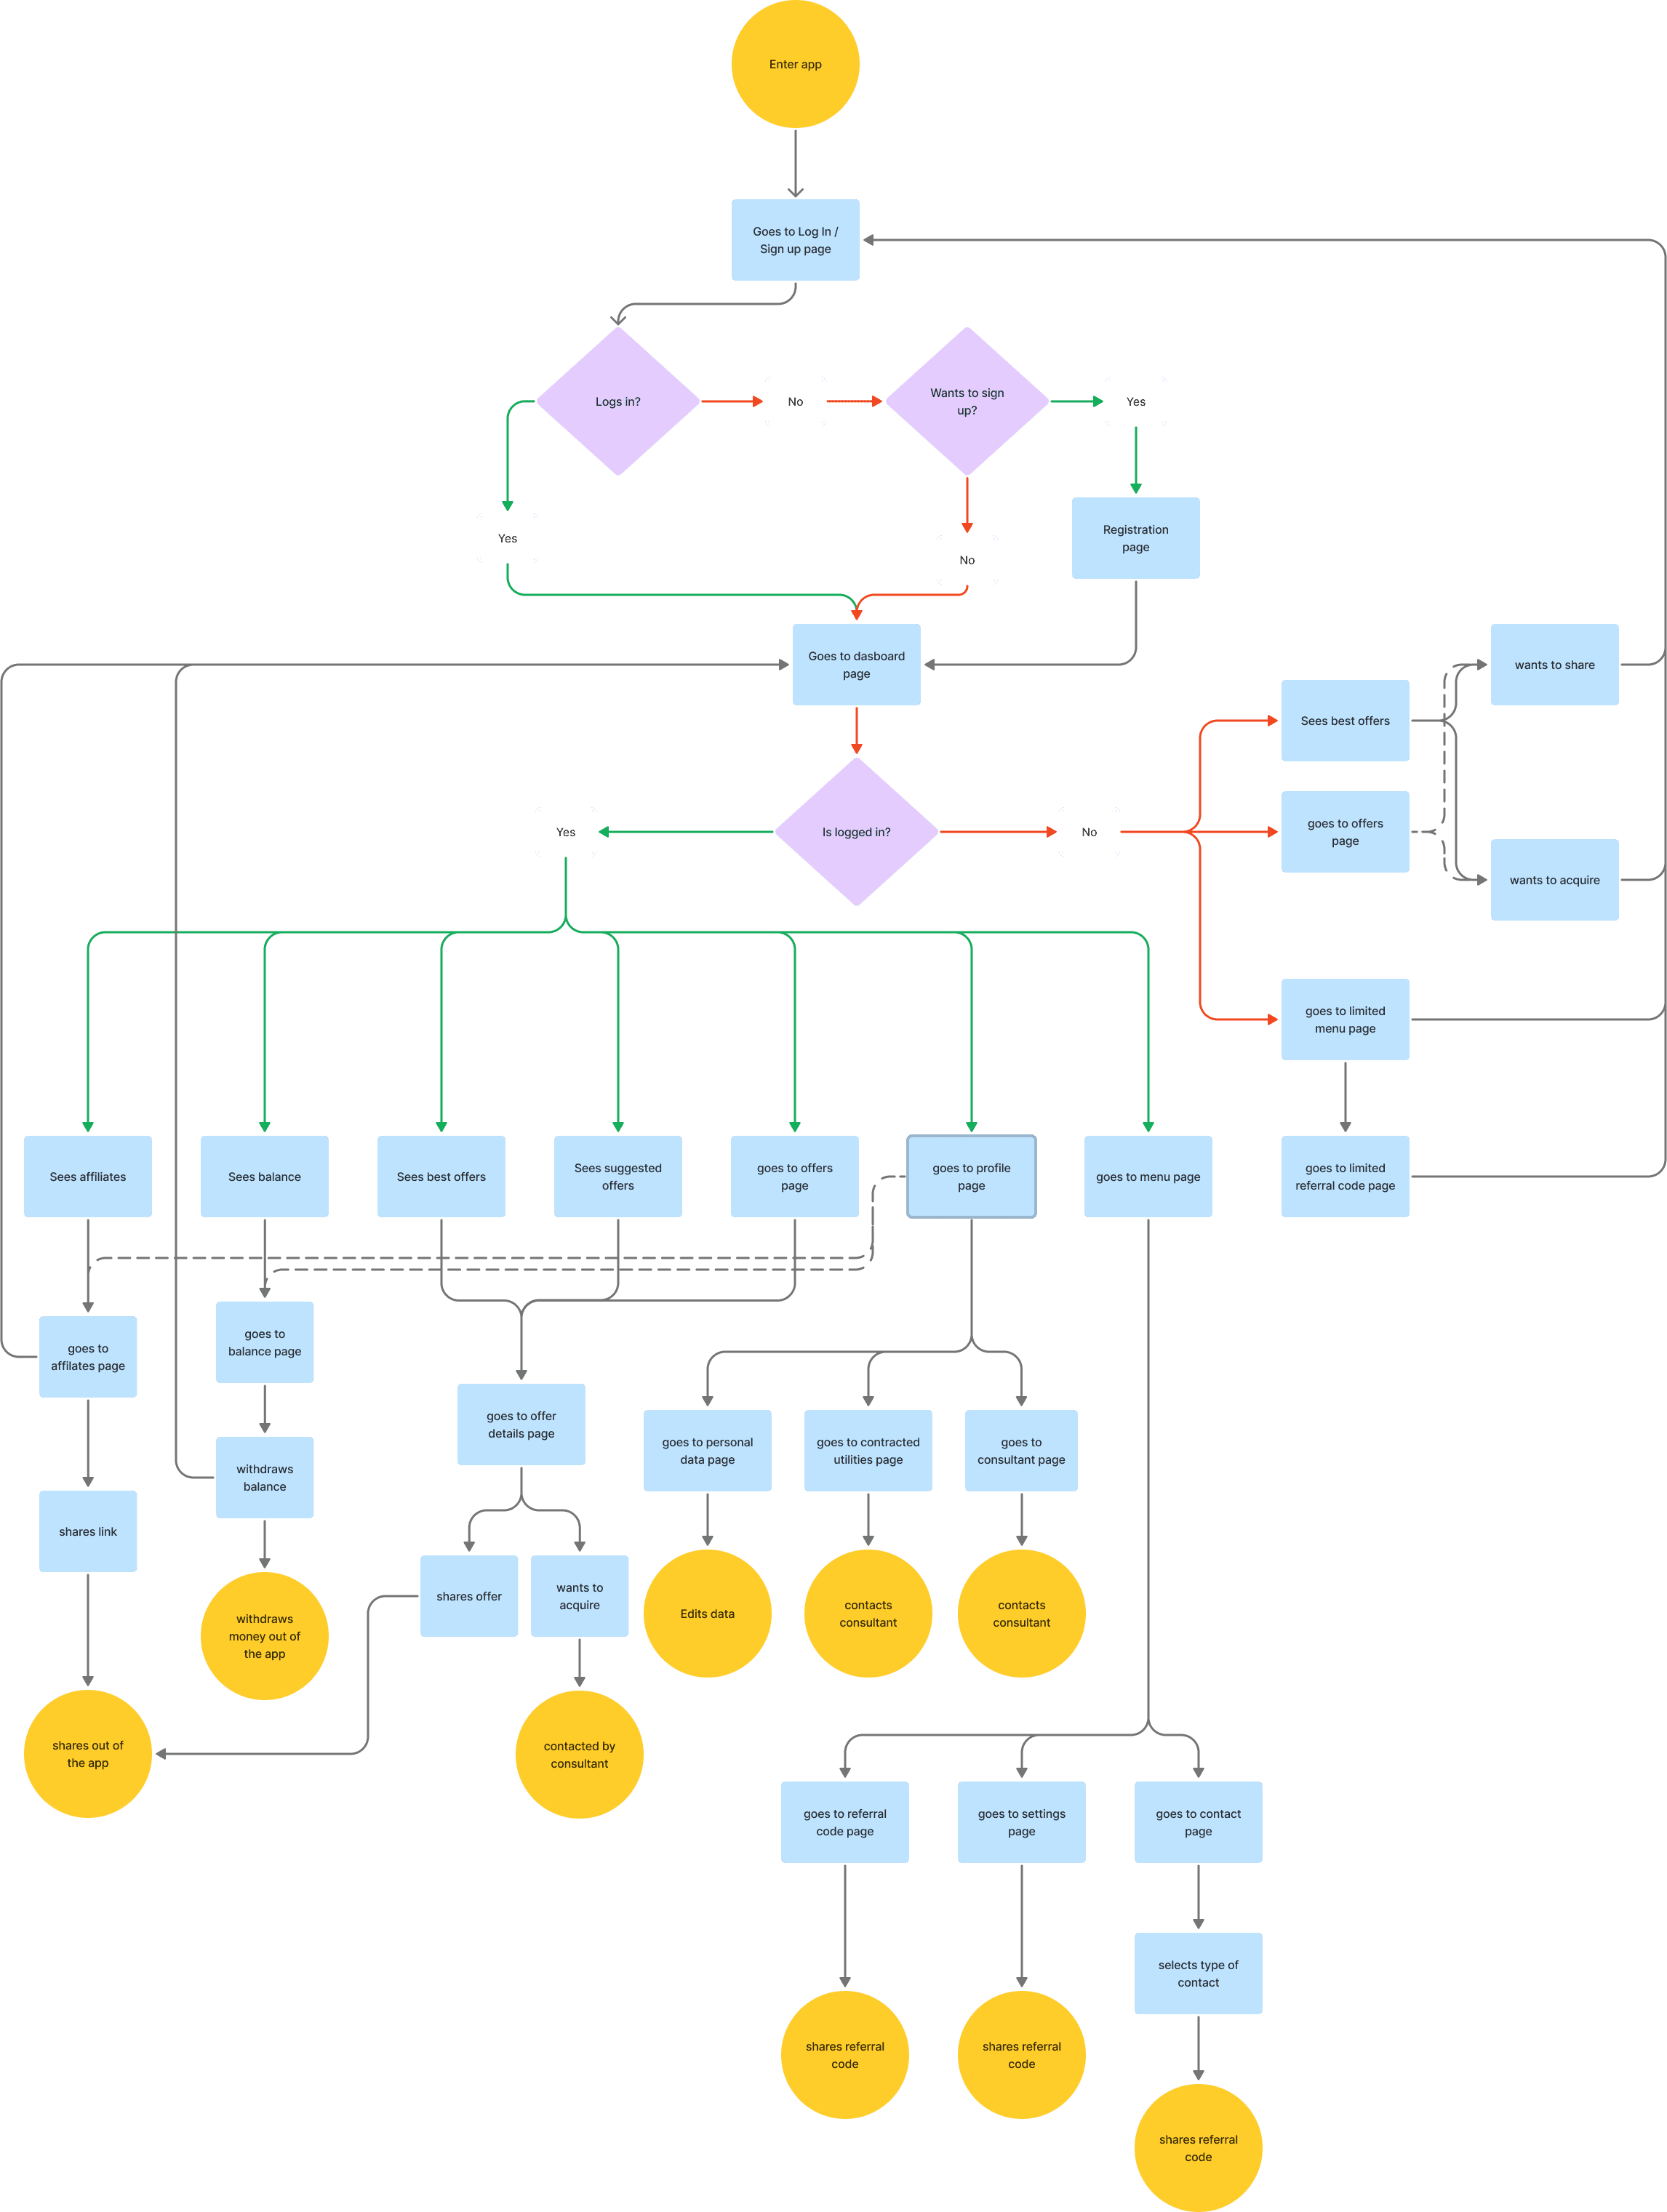 Enter app
Goes to Log In /
Sign up page
Logs in?
No
Wants to sign
up?
Yes
Yes
No
Registration
page
Goes to dasboard
page
wants to share
Sees best offers
Yes
Is logged in?
No
goes to offers
page
wants to acquire
goes to limited
menu page
Sees affiliates
Sees balance
Sees best offers
Sees suggested
offers
goes to offers
page
goes to profile
page
goes to menu page
goes to limited
referral code page
goes to
affilates page
goes to
balance page
goes to offer
details page
goes to personal
data page
goes to contracted
utilities page
goes to
consultant page
withdraws
balance
shares link
shares offer
wants to
acquire
Edits data
contacts
consultant
contacts
consultant
withdraws
money out of
the app
shares out of
the app
contacted by
consultant
goes to referral
code page
goes to settings
page
goes to contact
page
selects type of
contact
shares referral
code
shares referral
code
shares referral
code